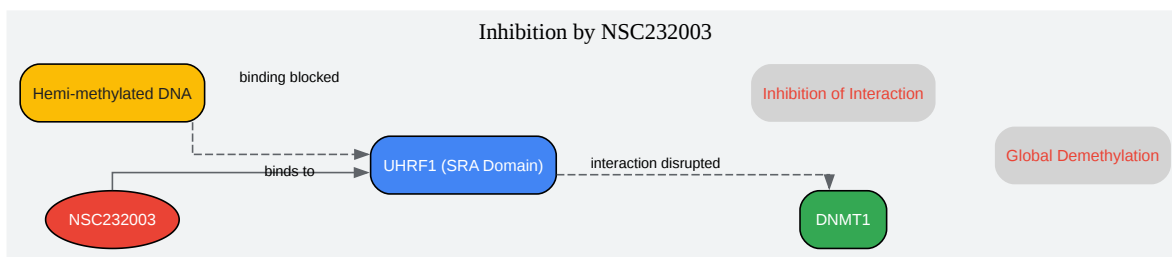 Inhibition by NSC232003
Hemi-methylated DNA
binding blocked
Inhibition of Interaction
UHRF1 (SRA Domain)
interaction disrupted
Global Demethylation
binds to
NSC232003
DNMT1